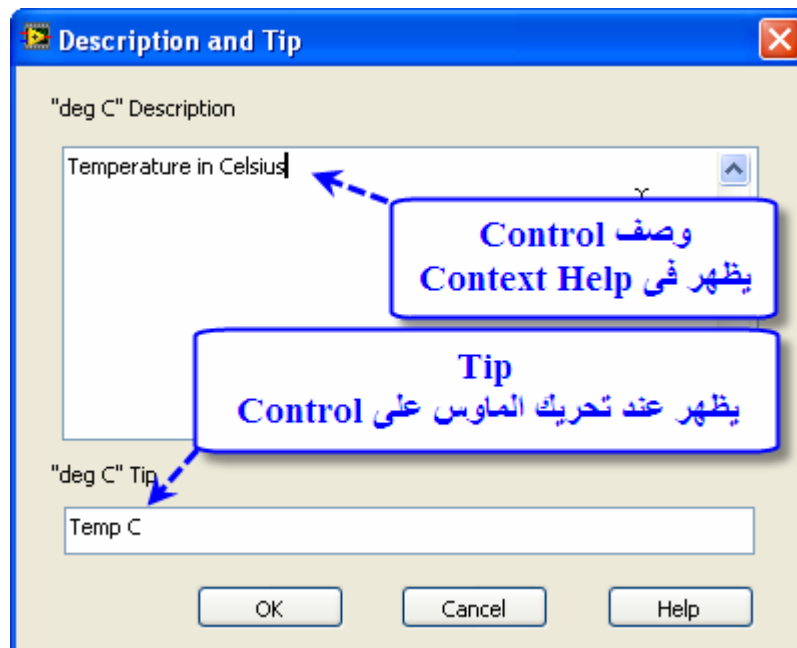 Description and Tip
"deg C" Description
Temperature in Celsius
وصف Control
يظهر فى Context Help
Tip
يظهر عند تحريك الماوس على Control
"deg C" Tip
Temp C
OK
Cancel
Help